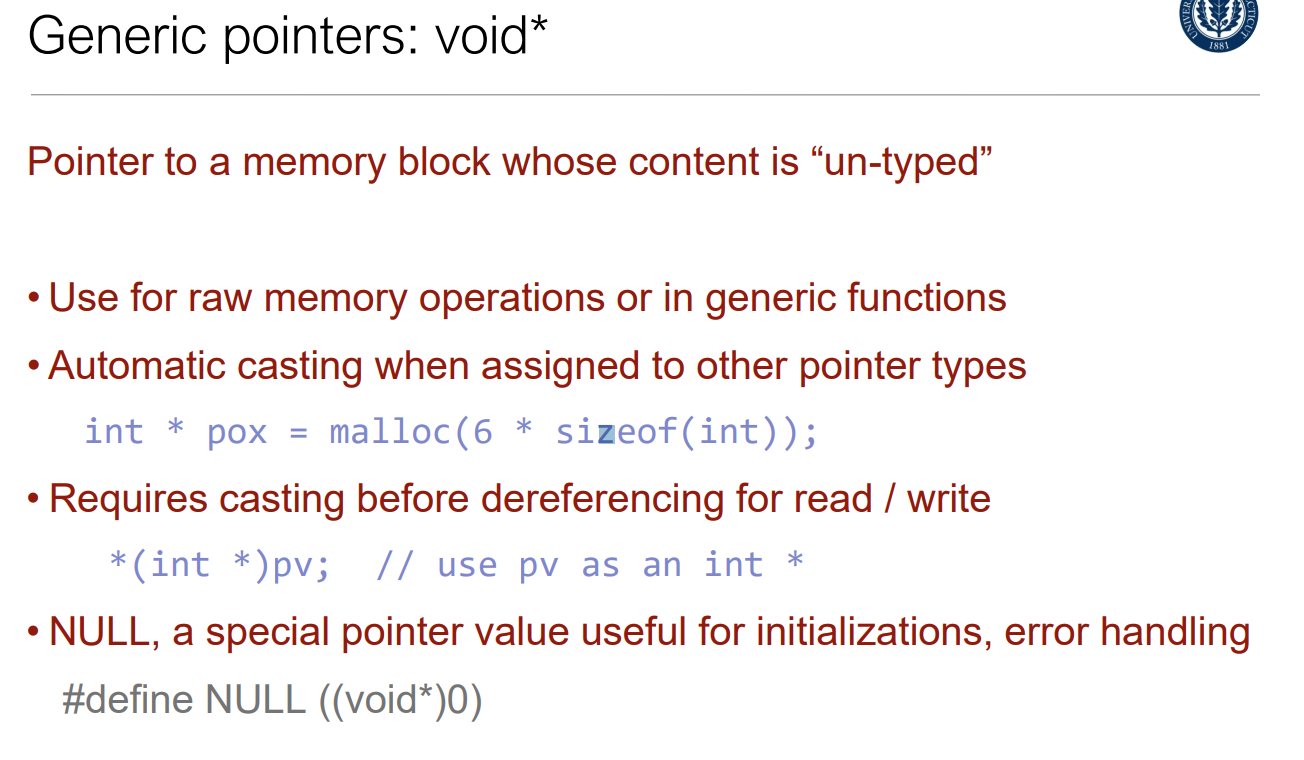 Generic pointers: void*
UNIVER
CTICUT
1881
Pointer to a memory block whose content is “un-typed”
• Use for raw memory operations or in generic functions
• Automatic casting when assigned to other pointer types
int * pox = malloc(6 * sizeof(int));
• Requires casting before dereferencing for read / write
*(int *)pv;  // use pv as an int *
• NULL, a special pointer value useful for initializations, error handling
#define NULL ((void*)0)